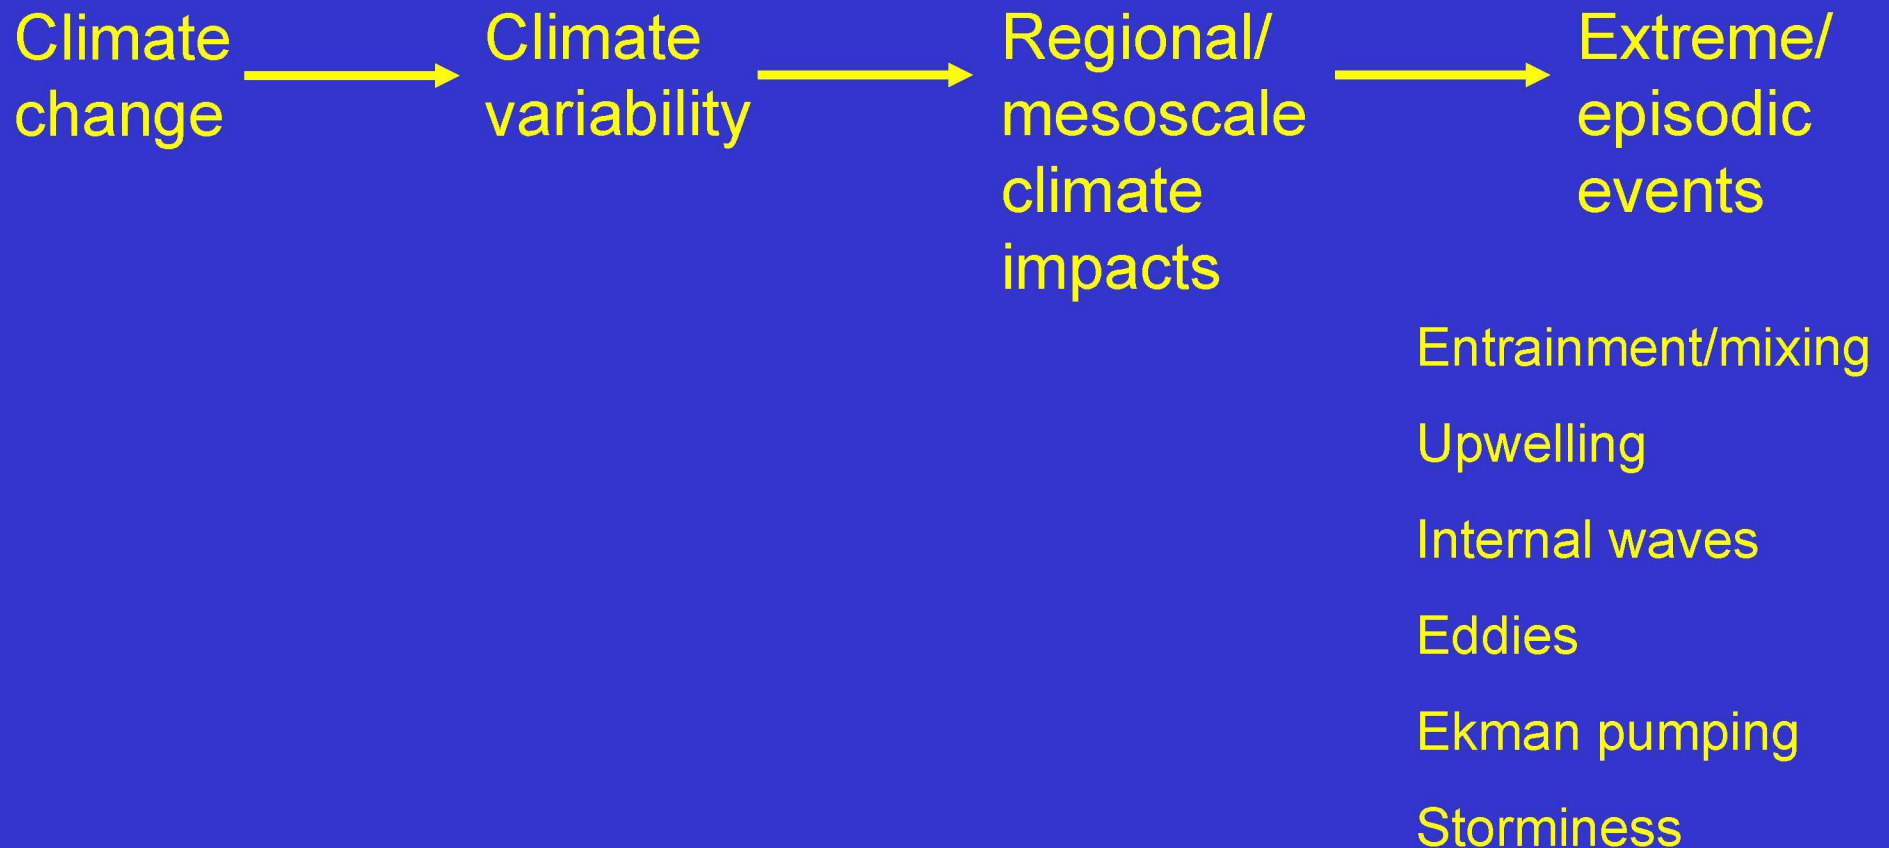 Climate
change
Climate
variability
Regional/
mesoscale
climate
impacts
Extreme/
episodic
events
Entrainment/mixing
Upwelling
Internal waves
Eddies
Ekman pumping
Storminess